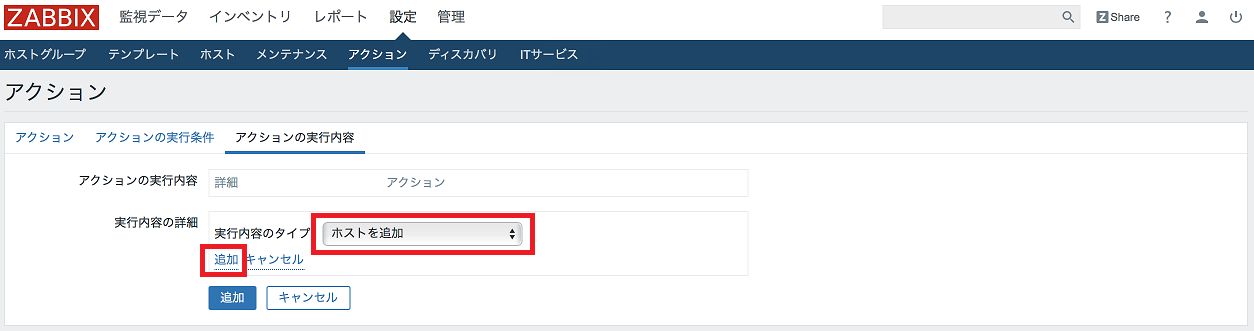 ZABBIX 監視データ インベントリ レポート 設定 管理 Z Share ?
ホストグループ テンプレート ホスト メンテナンス アクション ディスカバリ ITサービス
アクション
アクション アクションの実行条件 アクションの実行内容
アクションの実行内容 詳細 アクション
実行内容の詳細
実行内容のタイプ ホストを追加
追加 キャンセル
追加 キャンセル